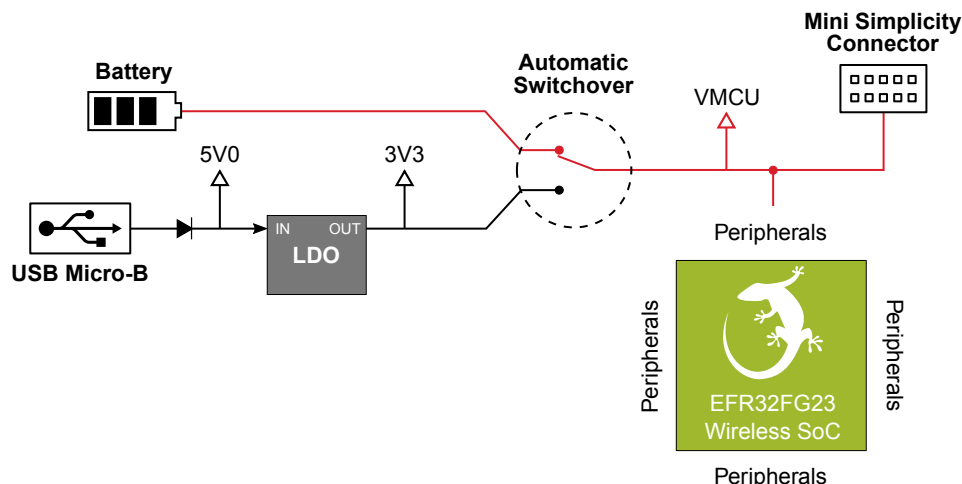 Mini Simplicity
Connector
Battery
Automatic
Switchover
VMCU
5V0
3V3
IN OUT
LDO
USB Micro-B
Peripherals
Peripherals
Peripherals
EFR32FG23
Wireless SoC
Peripherals